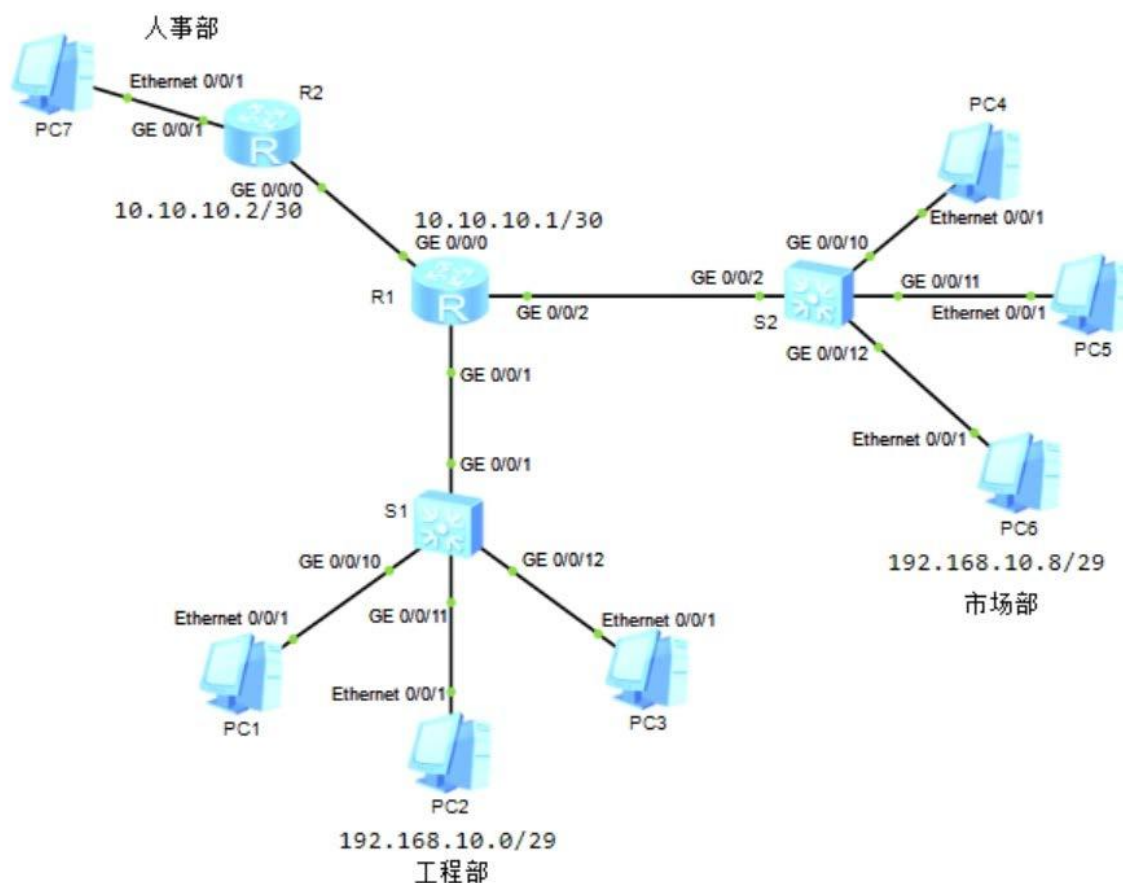 人事部
Ethernet 0/0/1
R2
GE 0/0/1
PC7
R
GE 0/0/0
10.10.10.2/30
10.10.10.1/30
GE 0/0/0
R1
R
GE 0/0/2
GE 0/0/2
S2
PC4
Ethernet 0/0/1
GE 0/0/10
GE 0/0/11
Ethernet 0/0/1
PC5
GE 0/0/12
Ethernet 0/0/1
PC6
192.168.10.8/29
市场部
GE 0/0/1
GE 0/0/1
S1
GE 0/0/10
GE 0/0/12
GE 0/0/11
Ethernet 0/0/1
Ethernet 0/0/1
Ethernet 0/0/1
PC1
PC3
PC2
192.168.10.0/29
工程部